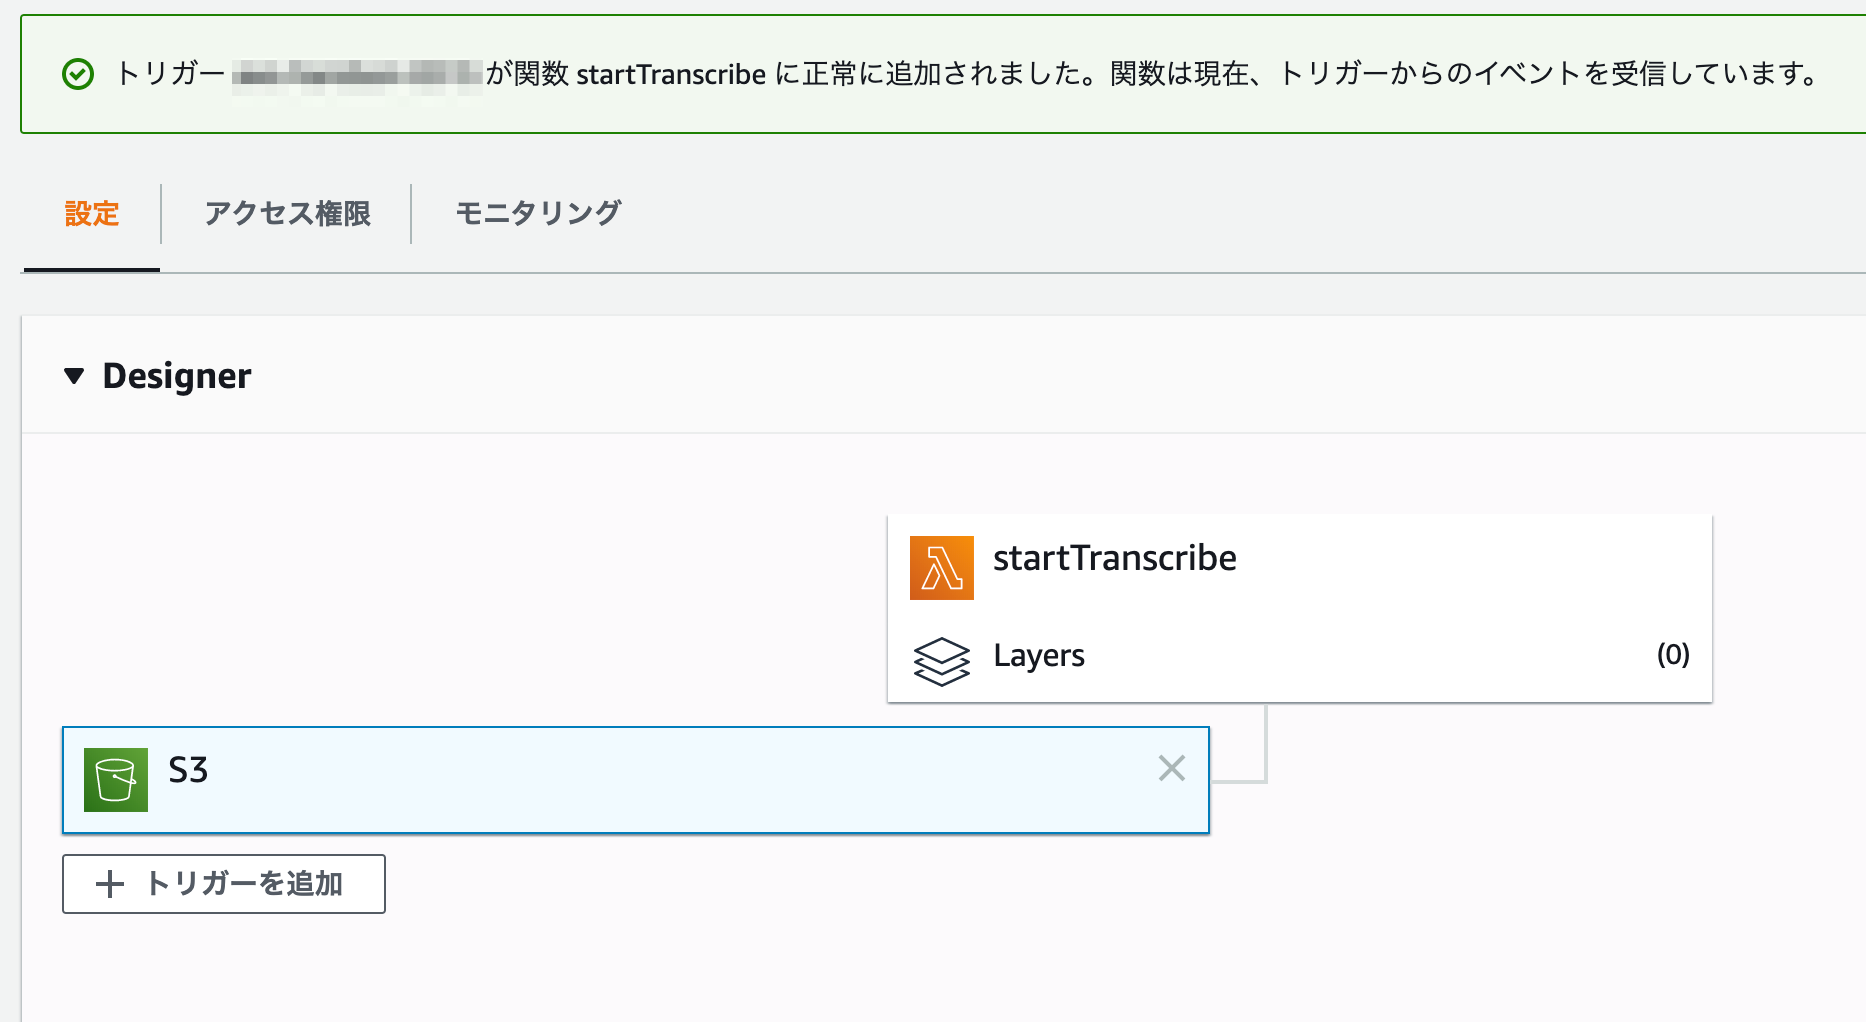 トリガー が関数 startTranscribe に正常に追加されました。関数は現在、トリガーからのイベントを受信しています。
設定
アクセス権限
モニタリング
Designer
startTranscribe
Layers
(0)
S3
トリガーを追加